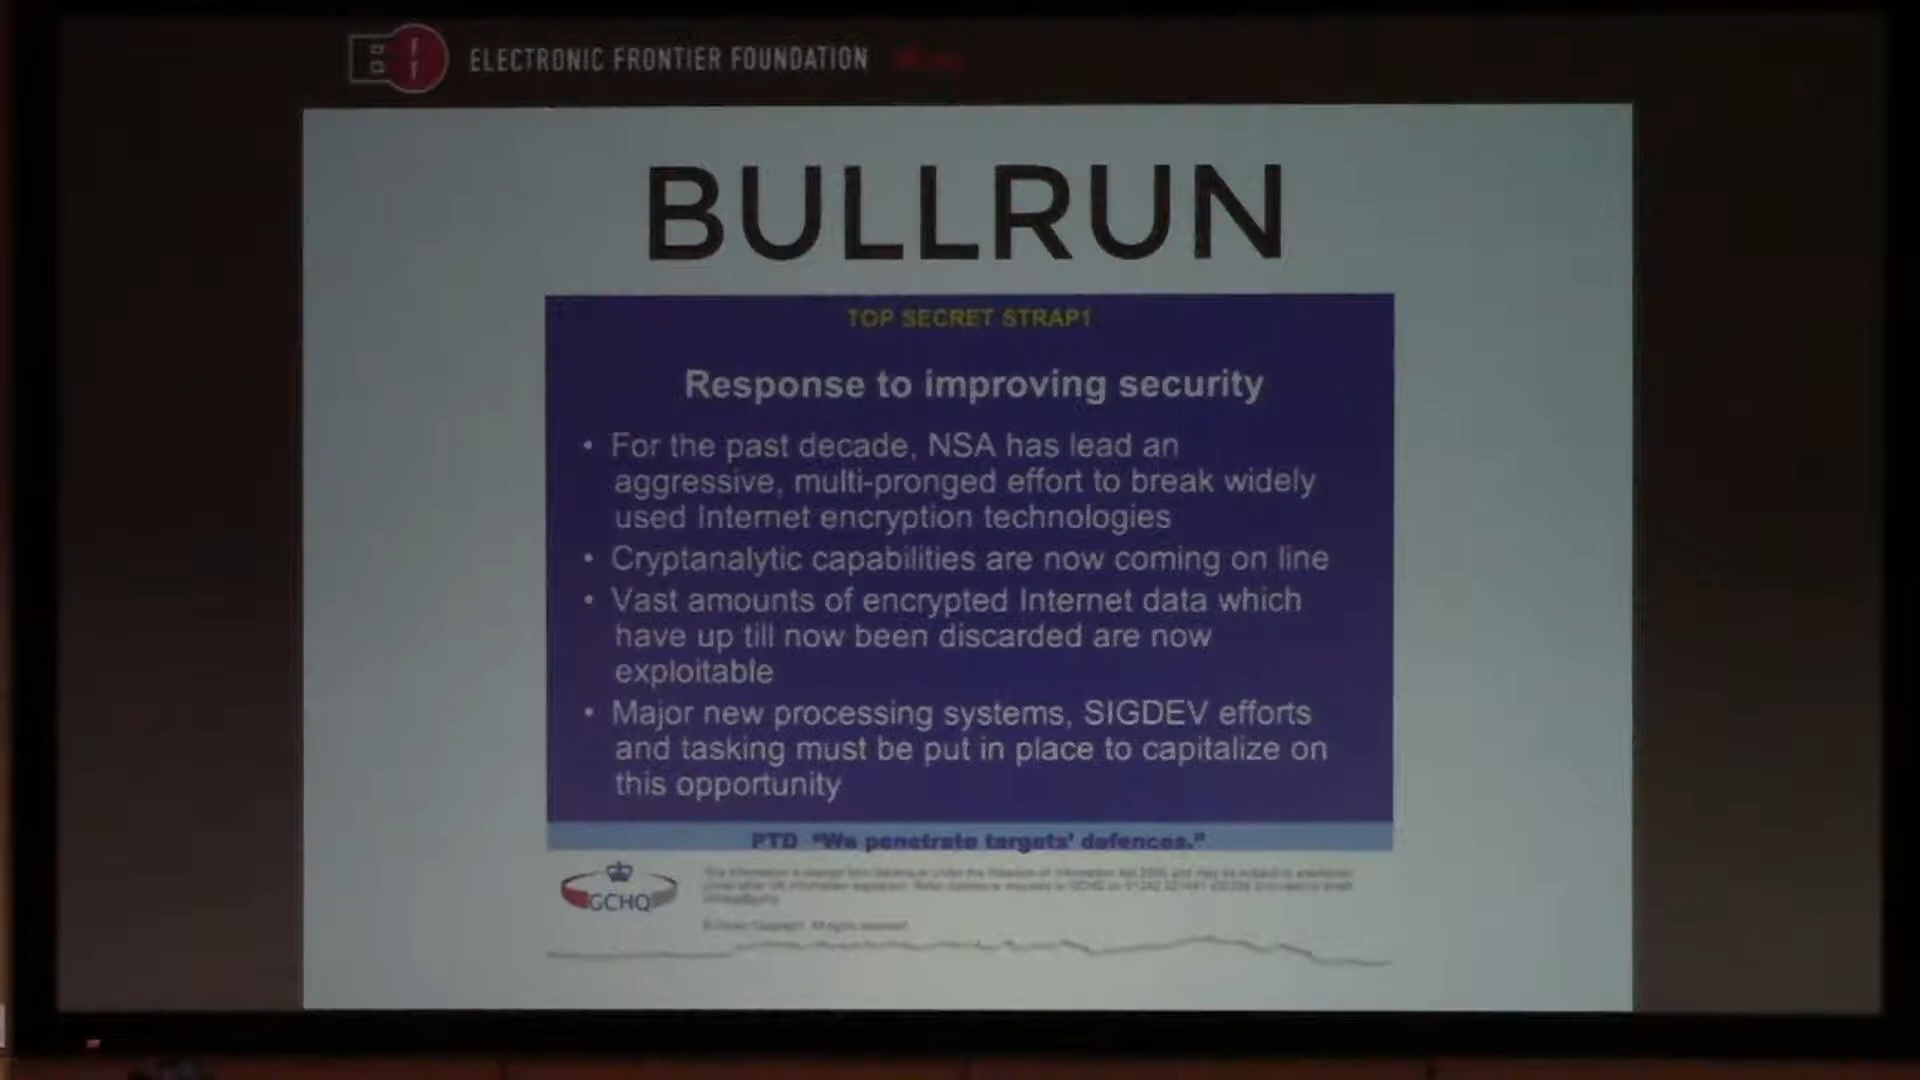 ELECTRONIC FRONTIER FOUNDATION
BULLRUN
TOP SECRET STRAP1
Response to improving security
• For the past decade, NSA has lead an
aggressive, multi-pronged effort to break widely
used Internet encryption technologies
• Cryptanalytic capabilities are now coming on line
• Vast amounts of encrypted Internet data which
have up till now been discarded are now
exploitable
• Major new processing systems, SIGDEV efforts
and tasking must be put in place to capitalize on
this opportunity
PTD "We penetrate targets' defences."
GCHQ